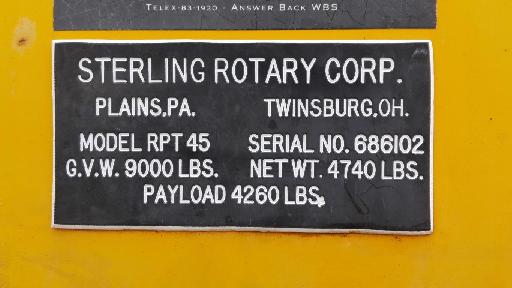 TELEX-83-1920 · ANSWER BACK WBS
STERLING ROTARY CORP.
PLAINS,PA. TWINSBURG,OH.
MODEL RPT 45 SERIAL NO. 686102
G.V.W. 9000 LBS. NET WT. 4740 LBS.
PAYLOAD 4260 LBS.